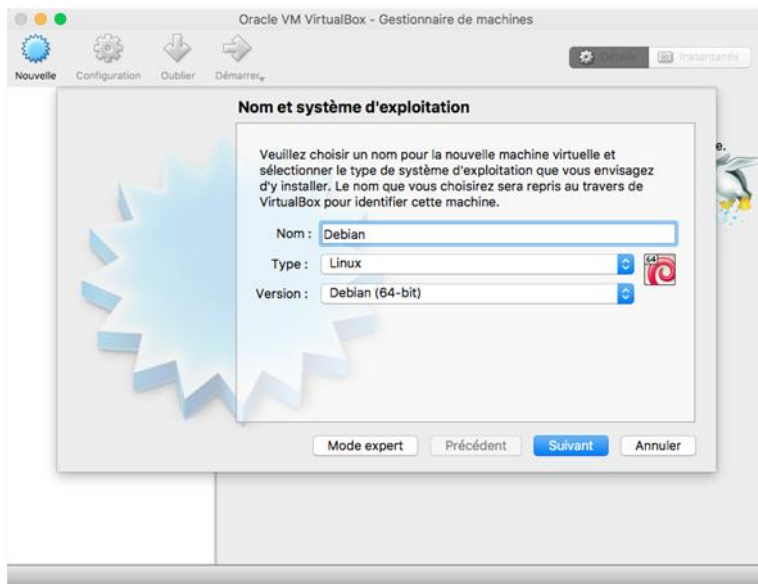 Oracle VM VirtualBox - Gestionnaire de machines
Nouvelle
Configuration
Oublier
Démarrer
Détails
Instantanés
Nom et système d'exploitation
e.
Veuillez choisir un nom pour la nouvelle machine virtuelle et
sélectionner le type de système d'exploitation que vous envisagez
d'y installer. Le nom que vous choisirez sera repris au travers de
VirtualBox pour identifier cette machine.
Nom : Debian
Type : Linux
64
Version : Debian (64-bit)
Mode expert
Précédent
Suivant
Annuler